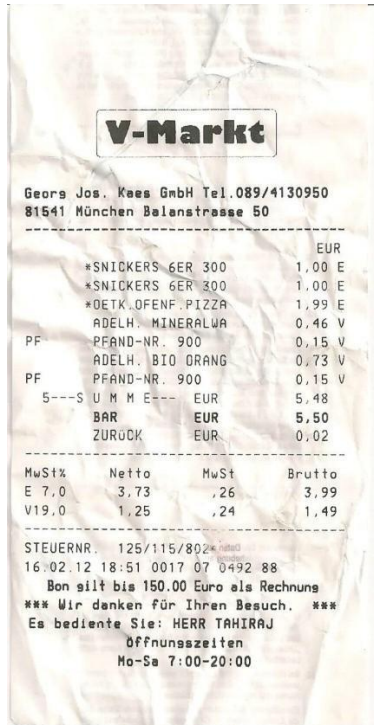 V-Markt
Georg Jos. Kaes GmbH Tel.089/4130950
81541 München Balanstrasse 50
EUR
*SNICKERS 6ER 300 1,00 E
*SNICKERS 6ER 300 1,00 E
*OETK.OFENF.PIZZA 1,99 E
ADELH. MINERALWA 0,46 V
PF PFAND-NR. 900 0,15 V
ADELH. BIO ORANG 0,73 V
PF PFAND-NR. 900 0,15 V
5---S U M M E--- EUR 5,48
BAR EUR 5,50
ZURÜCK EUR 0,02
MwSt% Netto MwSt Brutto
E 7,0 3,73 ,26 3,99
V19,0 1,25 ,24 1,49
STEUERNR. 125/115/802*
16.02.12 18:51 0017 07 0492 88
Bon gilt bis 150.00 Euro als Rechnung
*** Wir danken für Ihren Besuch. ***
Es bediente Sie: HERR TAHIRAJ
Öffnungszeiten
Mo-Sa 7:00-20:00